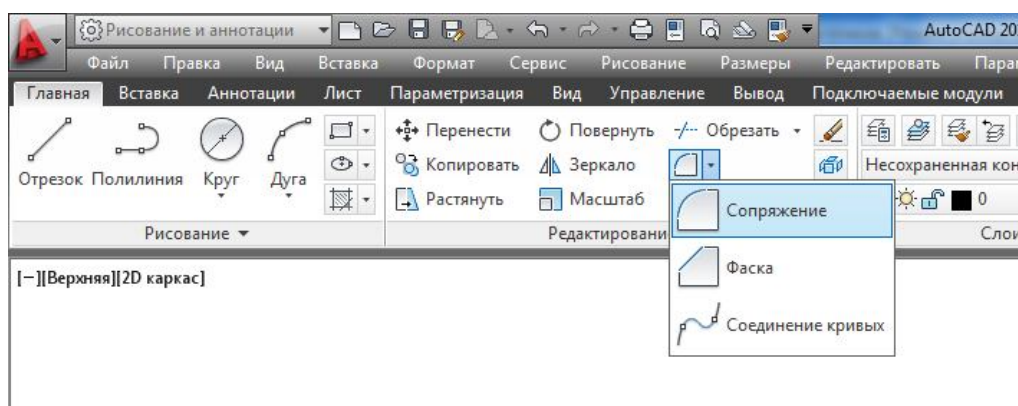 Рисование и аннотации
AutoCAD 20
Файл Правка Вид Вставка Формат Сервис Рисование Размеры Редактировать Пара
Главная Вставка Аннотации Лист Параметризация Вид Управление Вывод Подключаемые модули
Перенести Повернуть Обрезать
Копировать Зеркало Несохраненная кон
Отрезок Полилиния Круг Дуга
Растянуть Масштаб 0
Сопряжение
Рисование Редактировани Слои
Фаска
[−][Верхняя][2D каркас]
Соединение кривых